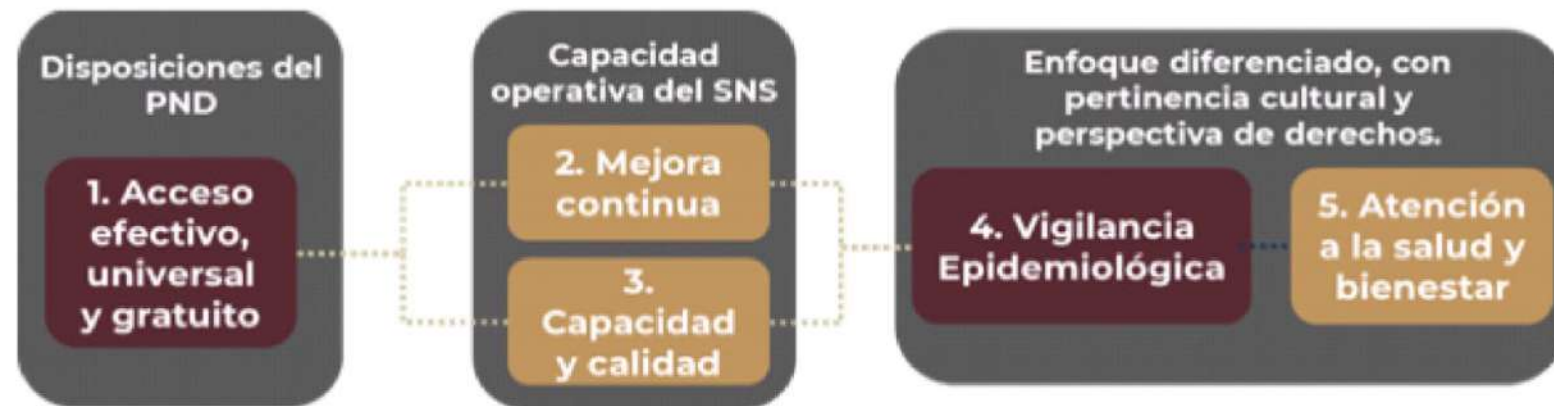 Disposiciones del
PND
1. Acceso
efectivo,
universal
y gratuito
Capacidad
operativa del SNS
2. Mejora
continua
3.
Capacidad
y calidad
Enfoque diferenciado, con
pertinencia cultural y
perspectiva de derechos.
4. Vigilancia
Epidemiológica
5. Atención
a la salud y
bienestar